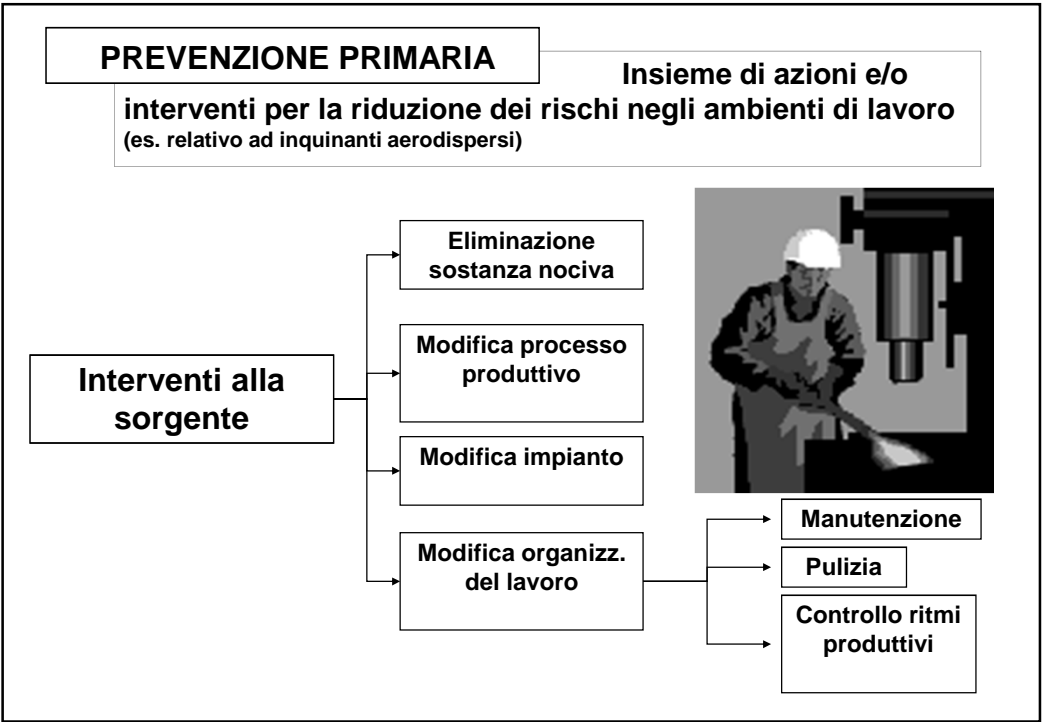 PREVENZIONE PRIMARIA
Insieme di azioni e/o
interventi per la riduzione dei rischi negli ambienti di lavoro
(es. relativo ad inquinanti aerodispersi)
Interventi alla
sorgente
Eliminazione
sostanza nociva
Modifica processo
produttivo
Modifica impianto
Modifica organizz.
del lavoro
Manutenzione
Pulizia
Controllo ritmi
produttivi